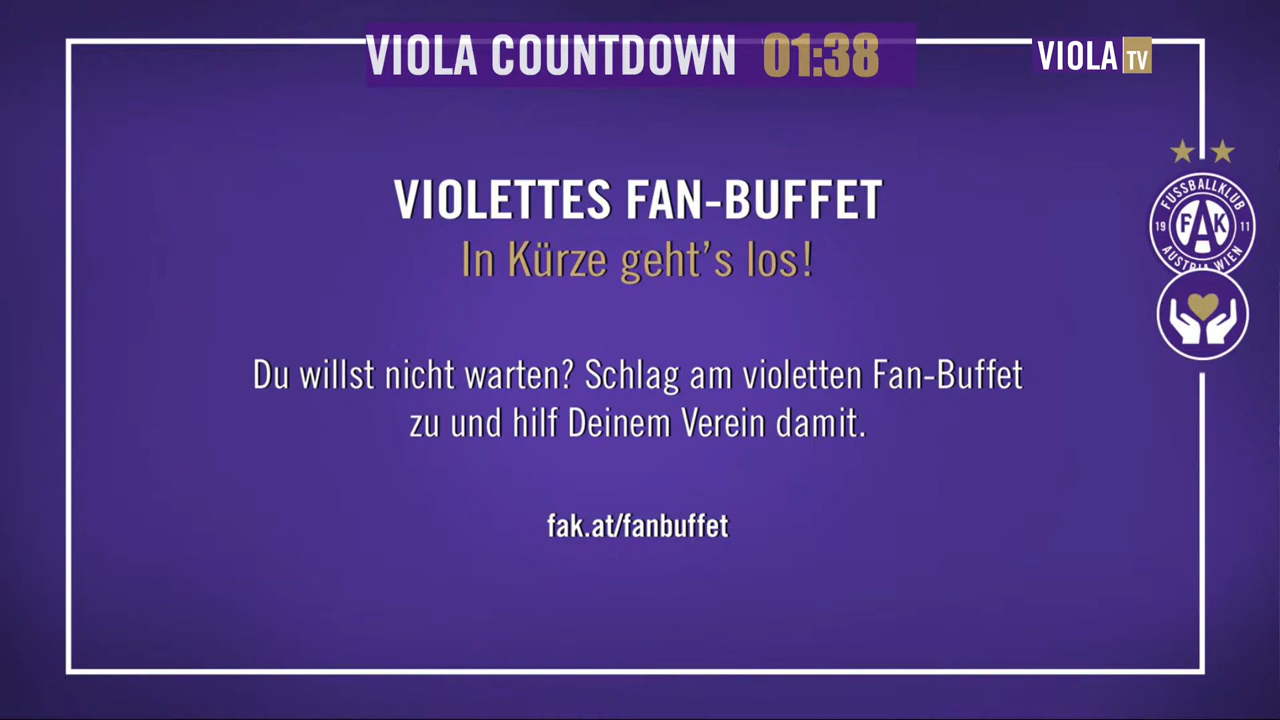 VIOLA COUNTDOWN 01:38
VIOLA TV
VIOLETTES FAN-BUFFET
In Kürze geht's los!
FUSSBALLKLUB
19 FAK 11
AUSTRIA WIEN
Du willst nicht warten? Schlag am violetten Fan-Buffet
zu und hilf Deinem Verein damit.
fak.at/fanbuffet